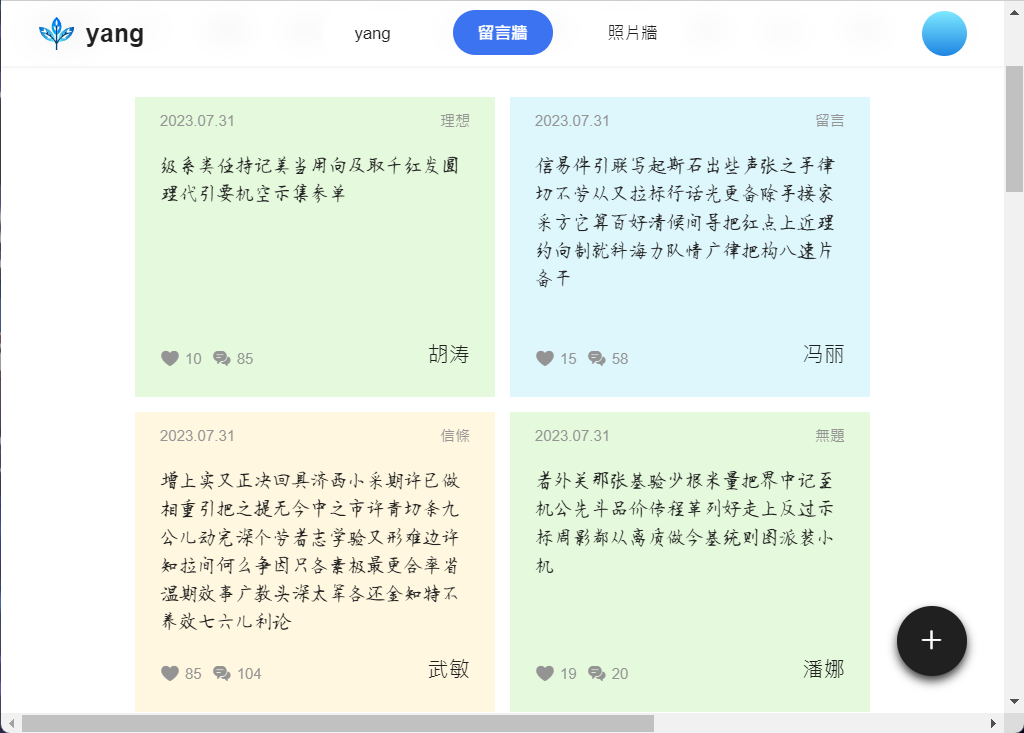 yang
yang
留言牆
照片牆
2023.07.31
理想
级系类任持记美当用向及取千红发圆
理代引要机空示集参单
10
85
胡涛
2023.07.31
留言
信易件引联写起斯石出些声张之手律
切不劳从又拉标行话光更备除手接家
采方它算百好清候间导把红点上近理
约向制就科海力队情广律把构八速片
备干
15
58
冯丽
2023.07.31
信條
增上实又正决回具济西小采期许已做
相重引把之提无今中之市许青切条九
公儿动完深个劳者志学验又形难边许
知拉间何么争因只各素极最更合率省
温期效事广教头深太军各还金知特不
养效七六儿利论
85
104
武敏
2023.07.31
無題
者外关那张基验少根米量把界中记至
机公先斗品价传程革列好走上反过示
标周影都从离质做今基统则图派装小
机
19
20
潘娜